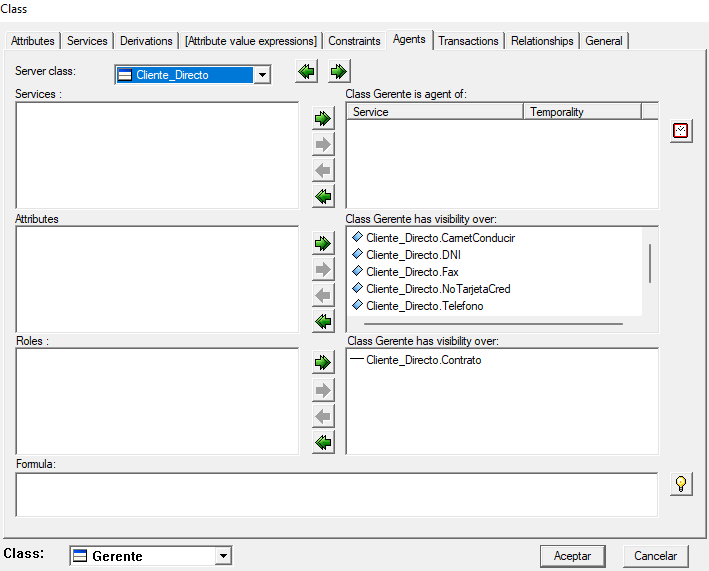 Class
Attributes Services Derivations [Attribute value expressions] Constraints Agents Transactions Relationships General
Server class: Cliente_Directo
Services : Class Gerente is agent of:
Service Temporality
Attributes Class Gerente has visibility over:
Cliente_Directo.CarnetConducir
Cliente_Directo.DNI
Cliente_Directo.Fax
Cliente_Directo.NoTarjetaCred
Cliente_Directo.Telefono
Roles : Class Gerente has visibility over:
Cliente_Directo.Contrato
Formula:
Class: Gerente Aceptar Cancelar